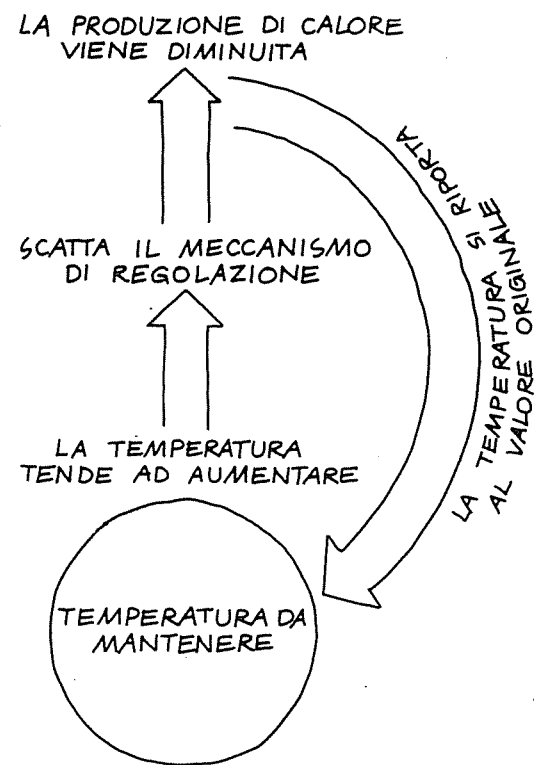 LA PRODUZIONE DI CALORE
VIENE DIMINUITA
SCATTA IL MECCANISMO
DI REGOLAZIONE
LA TEMPERATURA
TENDE AD AUMENTARE
TEMPERATURA DA
MANTENERE
LA TEMPERATURA SI RIPORTA
AL VALORE ORIGINALE